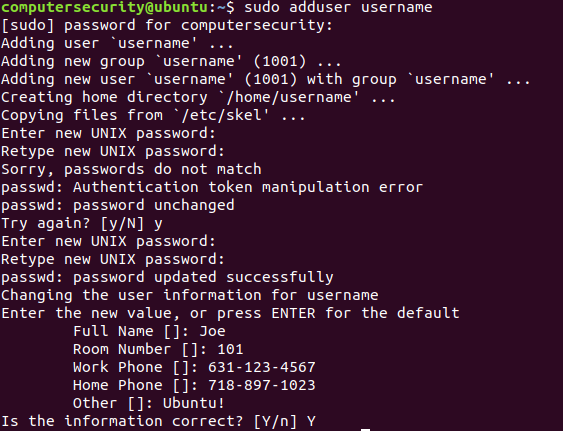 computersecurity@ubuntu:~$ sudo adduser username
[sudo] password for computersecurity:
Adding user `username' ...
Adding new group `username' (1001) ...
Adding new user `username' (1001) with group `username' ...
Creating home directory `/home/username' ...
Copying files from `/etc/skel' ...
Enter new UNIX password:
Retype new UNIX password:
Sorry, passwords do not match
passwd: Authentication token manipulation error
passwd: password unchanged
Try again? [y/N] y
Enter new UNIX password:
Retype new UNIX password:
passwd: password updated successfully
Changing the user information for username
Enter the new value, or press ENTER for the default
Full Name []: Joe
Room Number []: 101
Work Phone []: 631-123-4567
Home Phone []: 718-897-1023
Other []: Ubuntu!
Is the information correct? [Y/n] Y